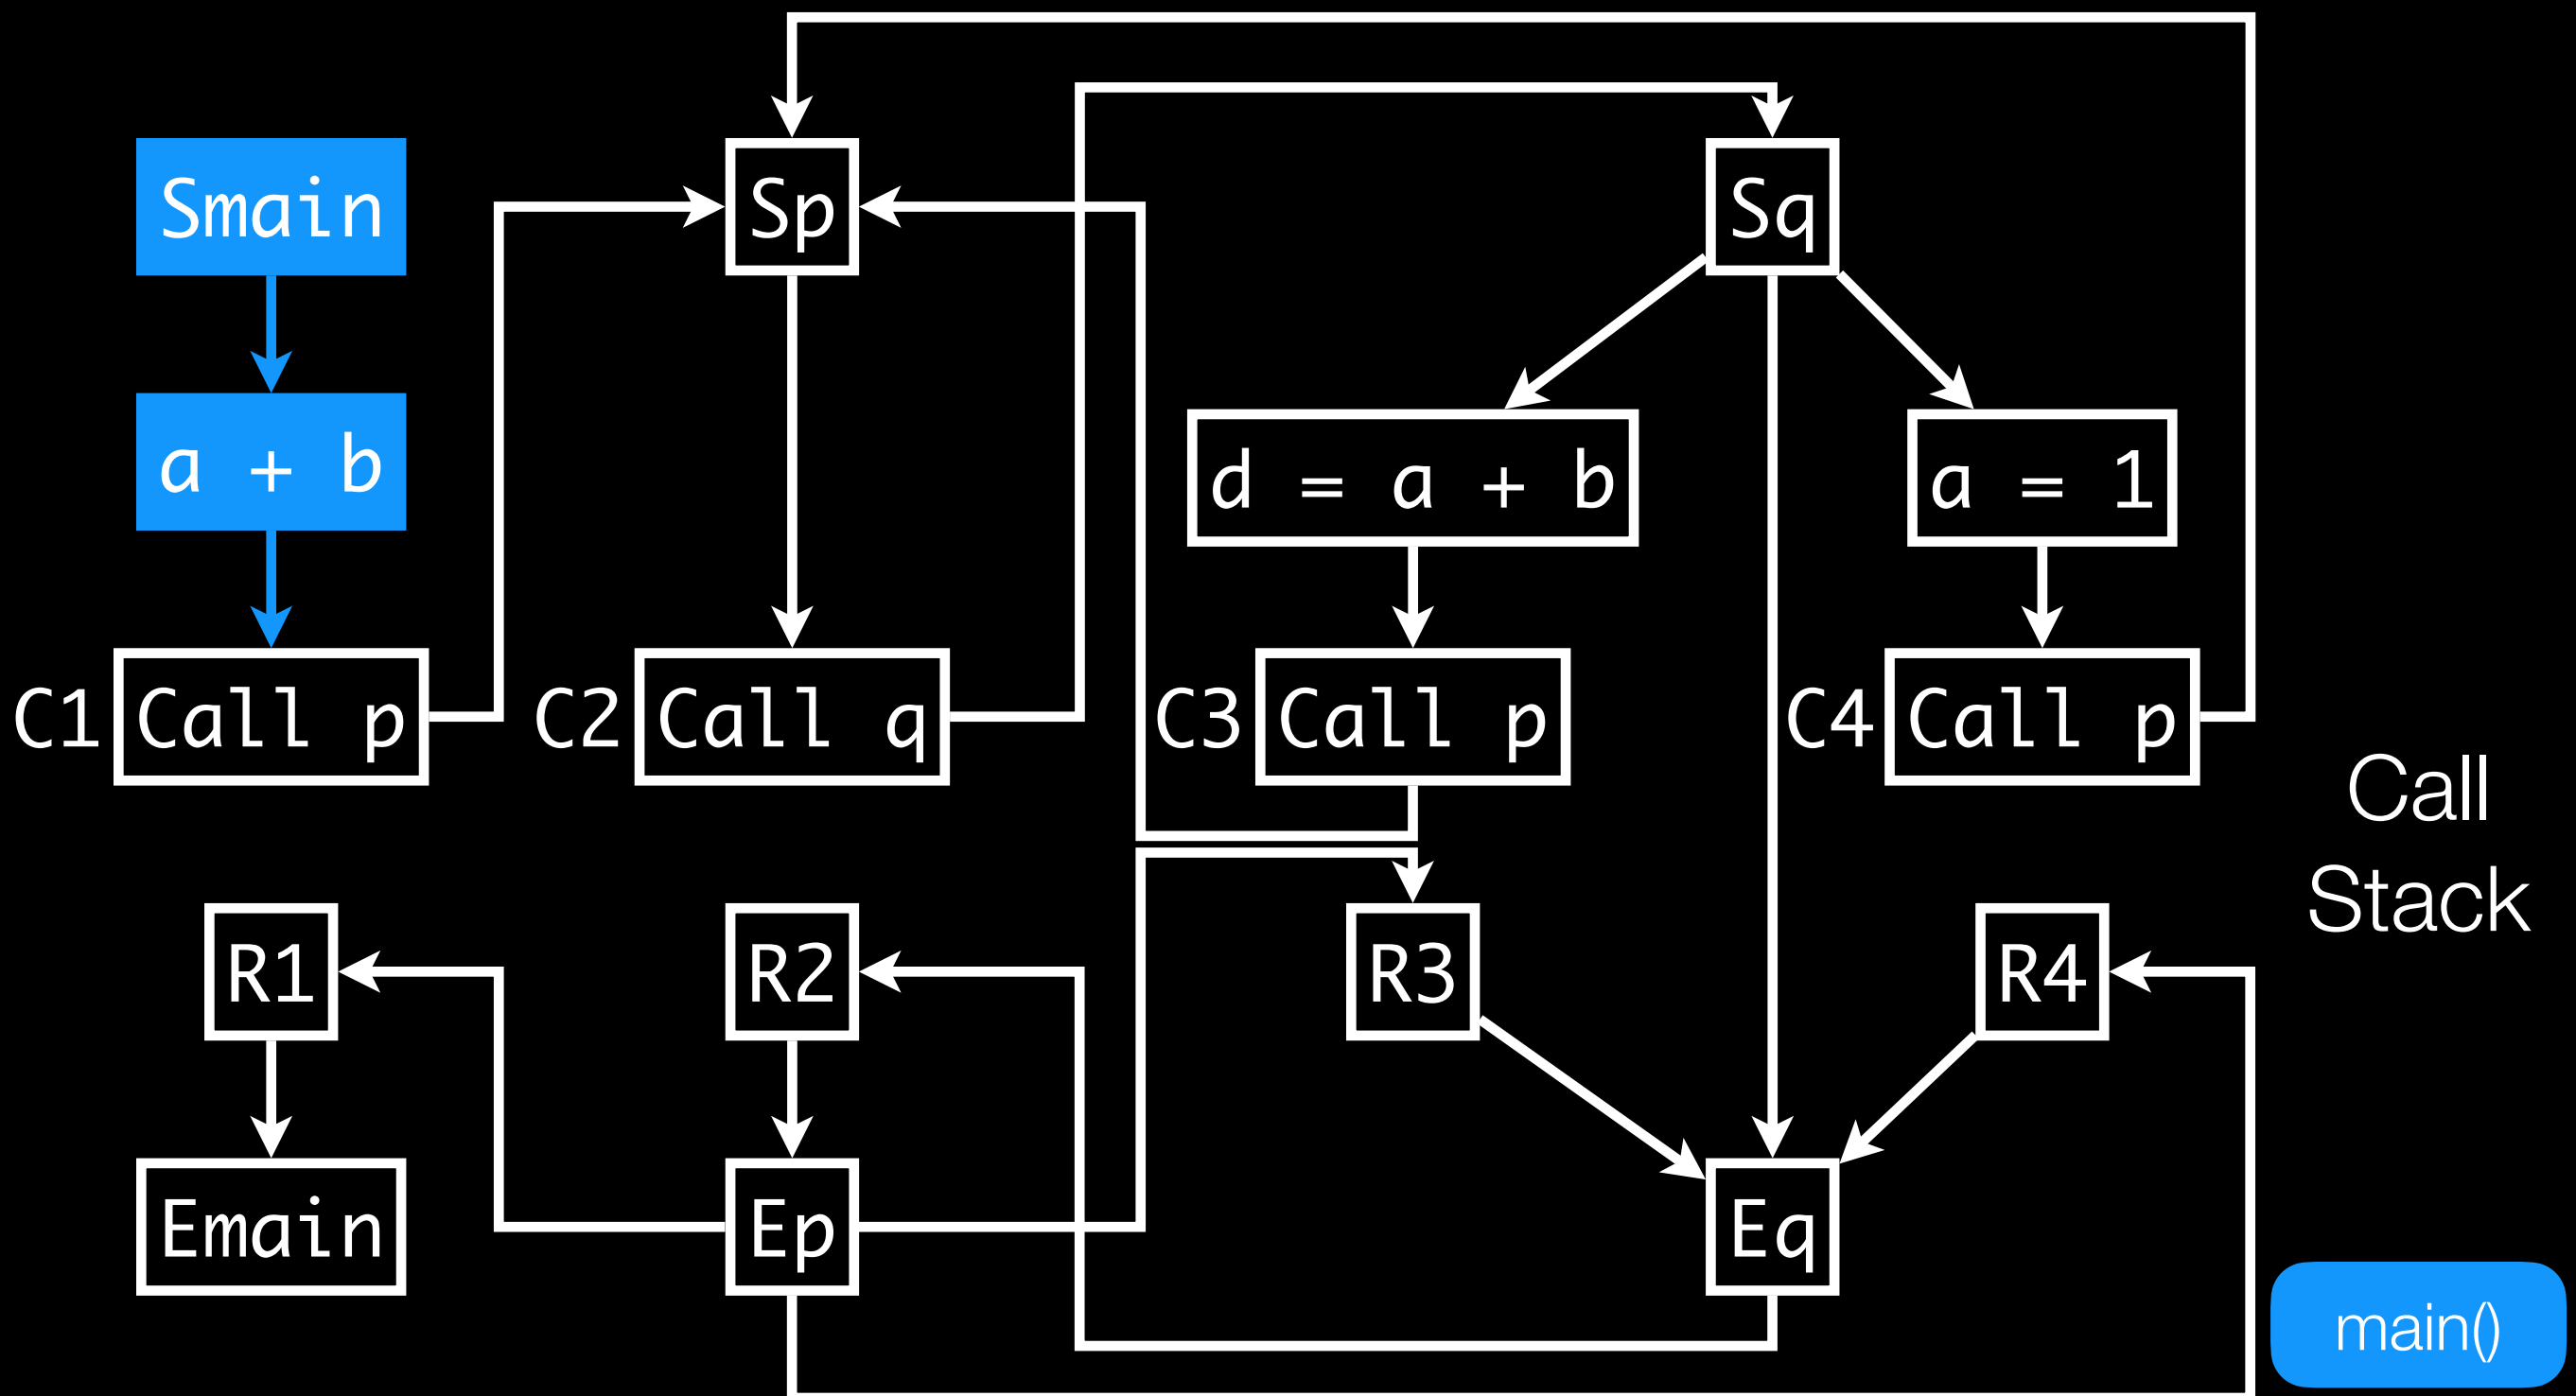 Smain
Sp
Sq
a + b
d = a + b
a = 1
C1 Call p
C2 Call q
C3 Call p
C4 Call p
Call
Stack
R1
R2
R3
R4
Emain
Ep
Eq
main()